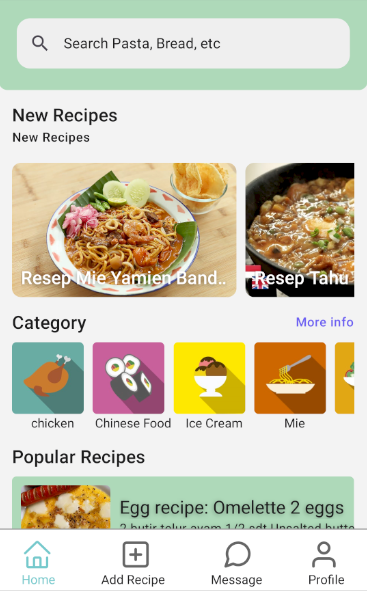 Search Pasta, Bread, etc
New Recipes
New Recipes
Resep Mie Yamien Band..
Resep Tahu
Category
More info
chicken
Chinese Food
Ice Cream
Mie
Popular Recipes
Egg recipe: Omelette 2 eggs
2 butir telur ayam 1/2 sdt Unsalted butte
Home
Add Recipe
Message
Profile